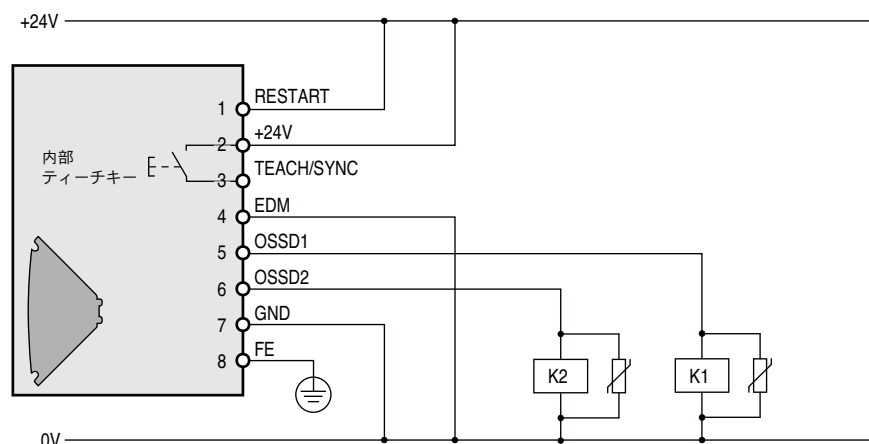 +24V
1 RESTART
2 +24V
内部
ティーチキー
3 TEACH/SYNC
4 EDM
5 OSSD1
6 OSSD2
7 GND
8 FE
K2
K1
0V